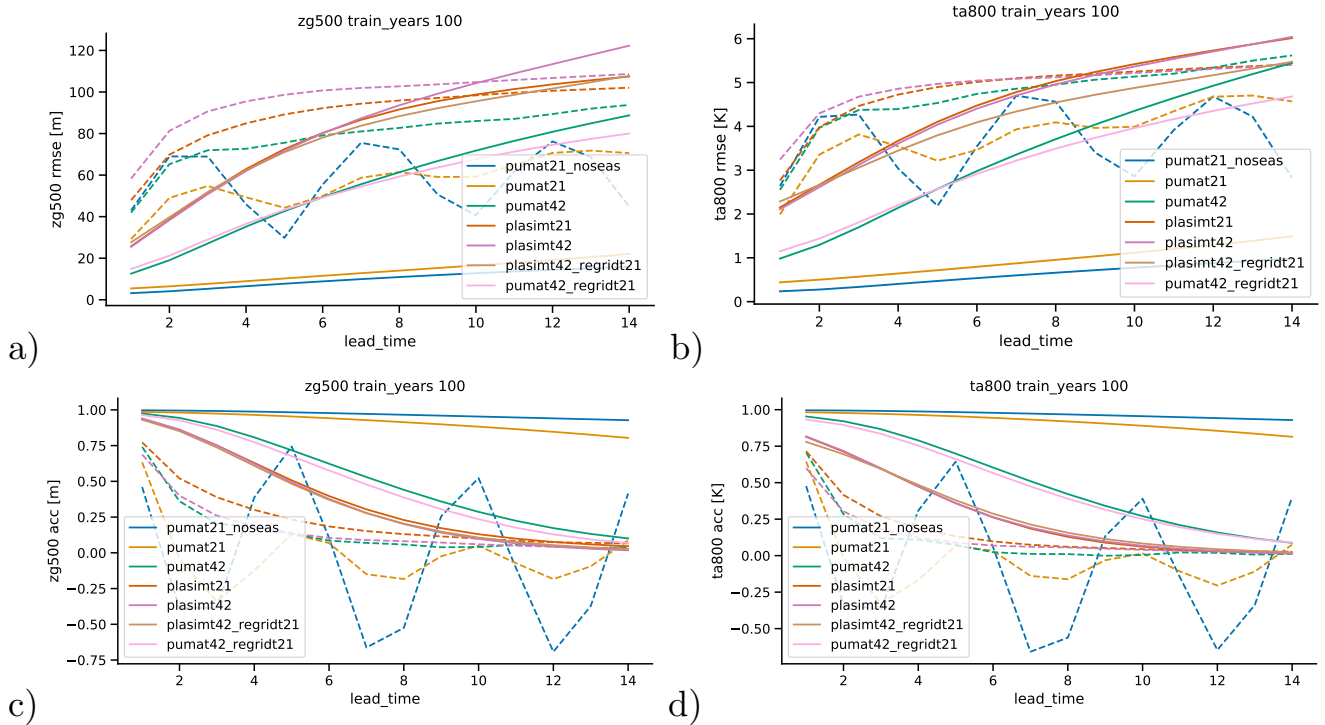 zg500 train_years 100
zg500 rmse [m]
120
100
80
60
40
20
0
pumat21_noseas
pumat21
pumat42
plasimt21
plasimt42
plasimt42_regridt21
pumat42_regridt21
2 4 6 8 10 12 14
lead_time
a)
ta800 train_years 100
ta800 rmse [K]
6
5
4
3
2
1
0
pumat21_noseas
pumat21
pumat42
plasimt21
plasimt42
plasimt42_regridt21
pumat42_regridt21
2 4 6 8 10 12 14
lead_time
b)
zg500 train_years 100
zg500 acc [m]
1.00
0.75
0.50
0.25
0.00
−0.25
−0.50
−0.75
pumat21_noseas
pumat21
pumat42
plasimt21
plasimt42
plasimt42_regridt21
pumat42_regridt21
2 4 6 8 10 12 14
lead_time
c)
ta800 train_years 100
ta800 acc [K]
1.00
0.75
0.50
0.25
0.00
−0.25
−0.50
pumat21_noseas
pumat21
pumat42
plasimt21
plasimt42
plasimt42_regridt21
pumat42_regridt21
2 4 6 8 10 12 14
lead_time
d)